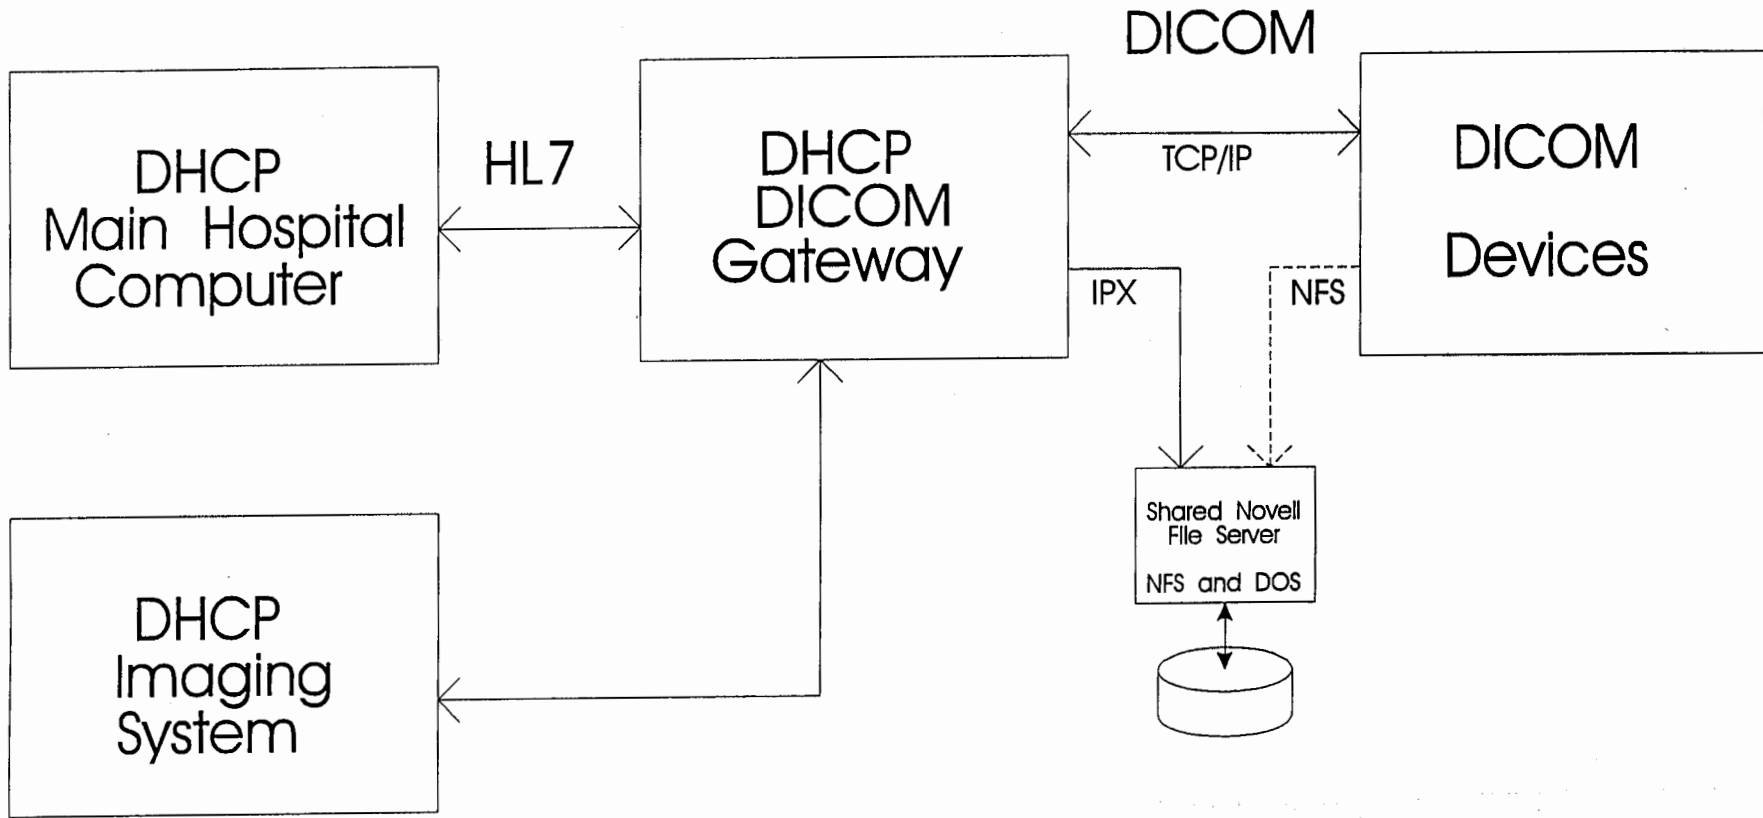 DICOM
DHCP
Main Hospital
Computer
HL7
DHCP
DICOM
Gateway
TCP/IP
DICOM
Devices
IPX
NFS
Shared Novell
File Server
NFS and DOS
DHCP
Imaging
System